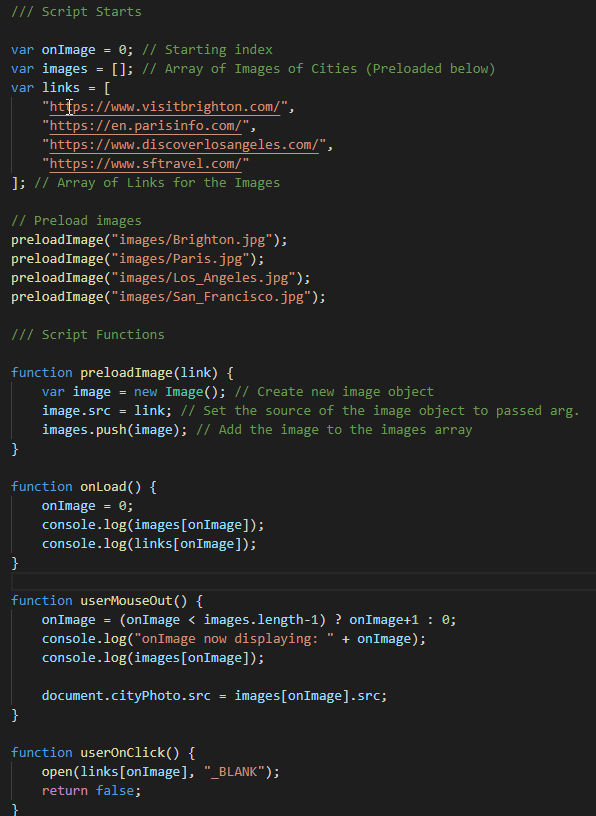 /// Script Starts
var onImage = 0; // Starting index
var images = []; // Array of Images of Cities (Preloaded below)
var links = [
    "https://www.visitbrighton.com/",
    "https://en.parisinfo.com/",
    "https://www.discoverlosangeles.com/",
    "https://www.sftravel.com/"
]; // Array of Links for the Images
// Preload images
preloadImage("images/Brighton.jpg");
preloadImage("images/Paris.jpg");
preloadImage("images/Los_Angeles.jpg");
preloadImage("images/San_Francisco.jpg");
/// Script Functions
function preloadImage(link) {
    var image = new Image(); // Create new image object
    image.src = link; // Set the source of the image object to passed arg.
    images.push(image); // Add the image to the images array
}
function onLoad() {
    onImage = 0;
    console.log(images[onImage]);
    console.log(links[onImage]);
}
function userMouseOut() {
    onImage = (onImage < images.length-1) ? onImage+1 : 0;
    console.log("onImage now displaying: " + onImage);
    console.log(images[onImage]);
    document.cityPhoto.src = images[onImage].src;
}
function userOnClick() {
    open(links[onImage], "_BLANK");
    return false;
}